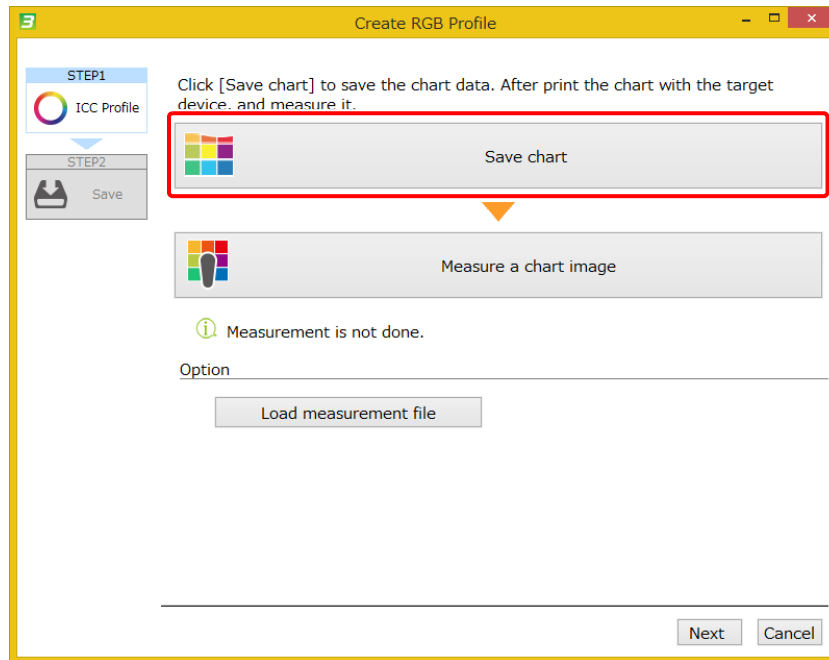 3
Create RGB Profile
STEP1
ICC Profile
STEP2
Save
Click [Save chart] to save the chart data. After print the chart with the target
device, and measure it.
Save chart
Measure a chart image
Measurement is not done.
Option
Load measurement file
Next
Cancel